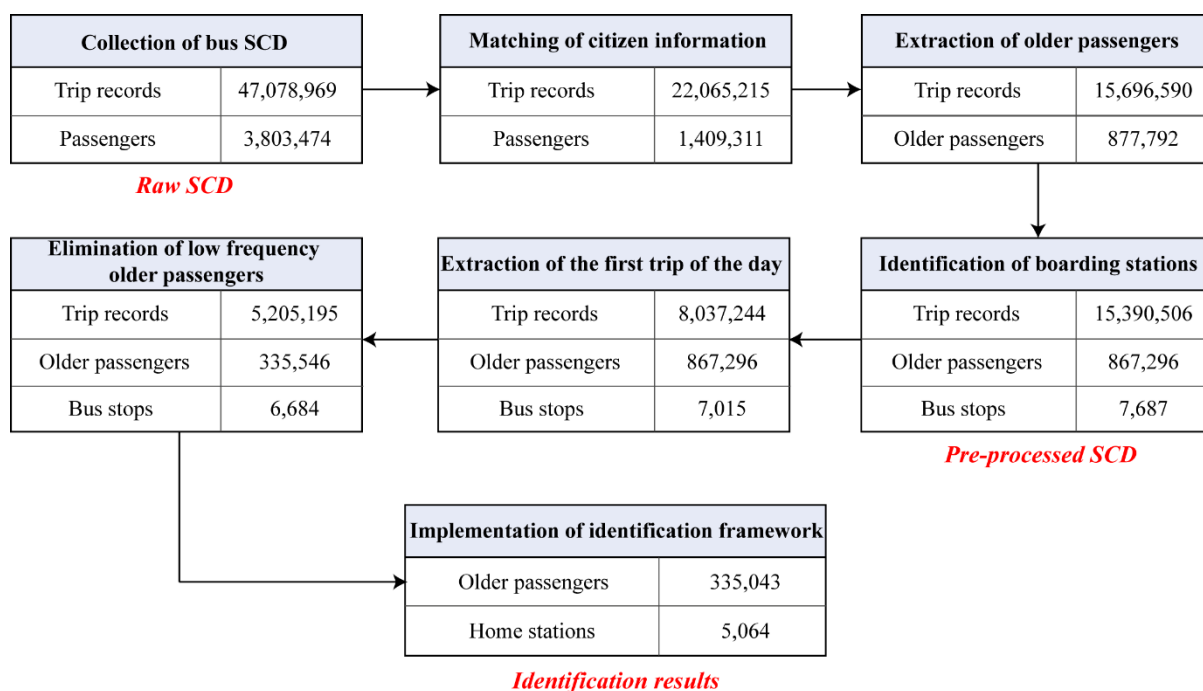 Collection of bus SCD
Trip records 47,078,969
Passengers 3,803,474
Raw SCD
Matching of citizen information
Trip records 22,065,215
Passengers 1,409,311
Extraction of older passengers
Trip records 15,696,590
Older passengers 877,792
Identification of boarding stations
Trip records 15,390,506
Older passengers 867,296
Bus stops 7,687
Pre-processed SCD
Extraction of the first trip of the day
Trip records 8,037,244
Older passengers 867,296
Bus stops 7,015
Elimination of low frequency
older passengers
Trip records 5,205,195
Older passengers 335,546
Bus stops 6,684
Implementation of identification framework
Older passengers 335,043
Home stations 5,064
Identification results